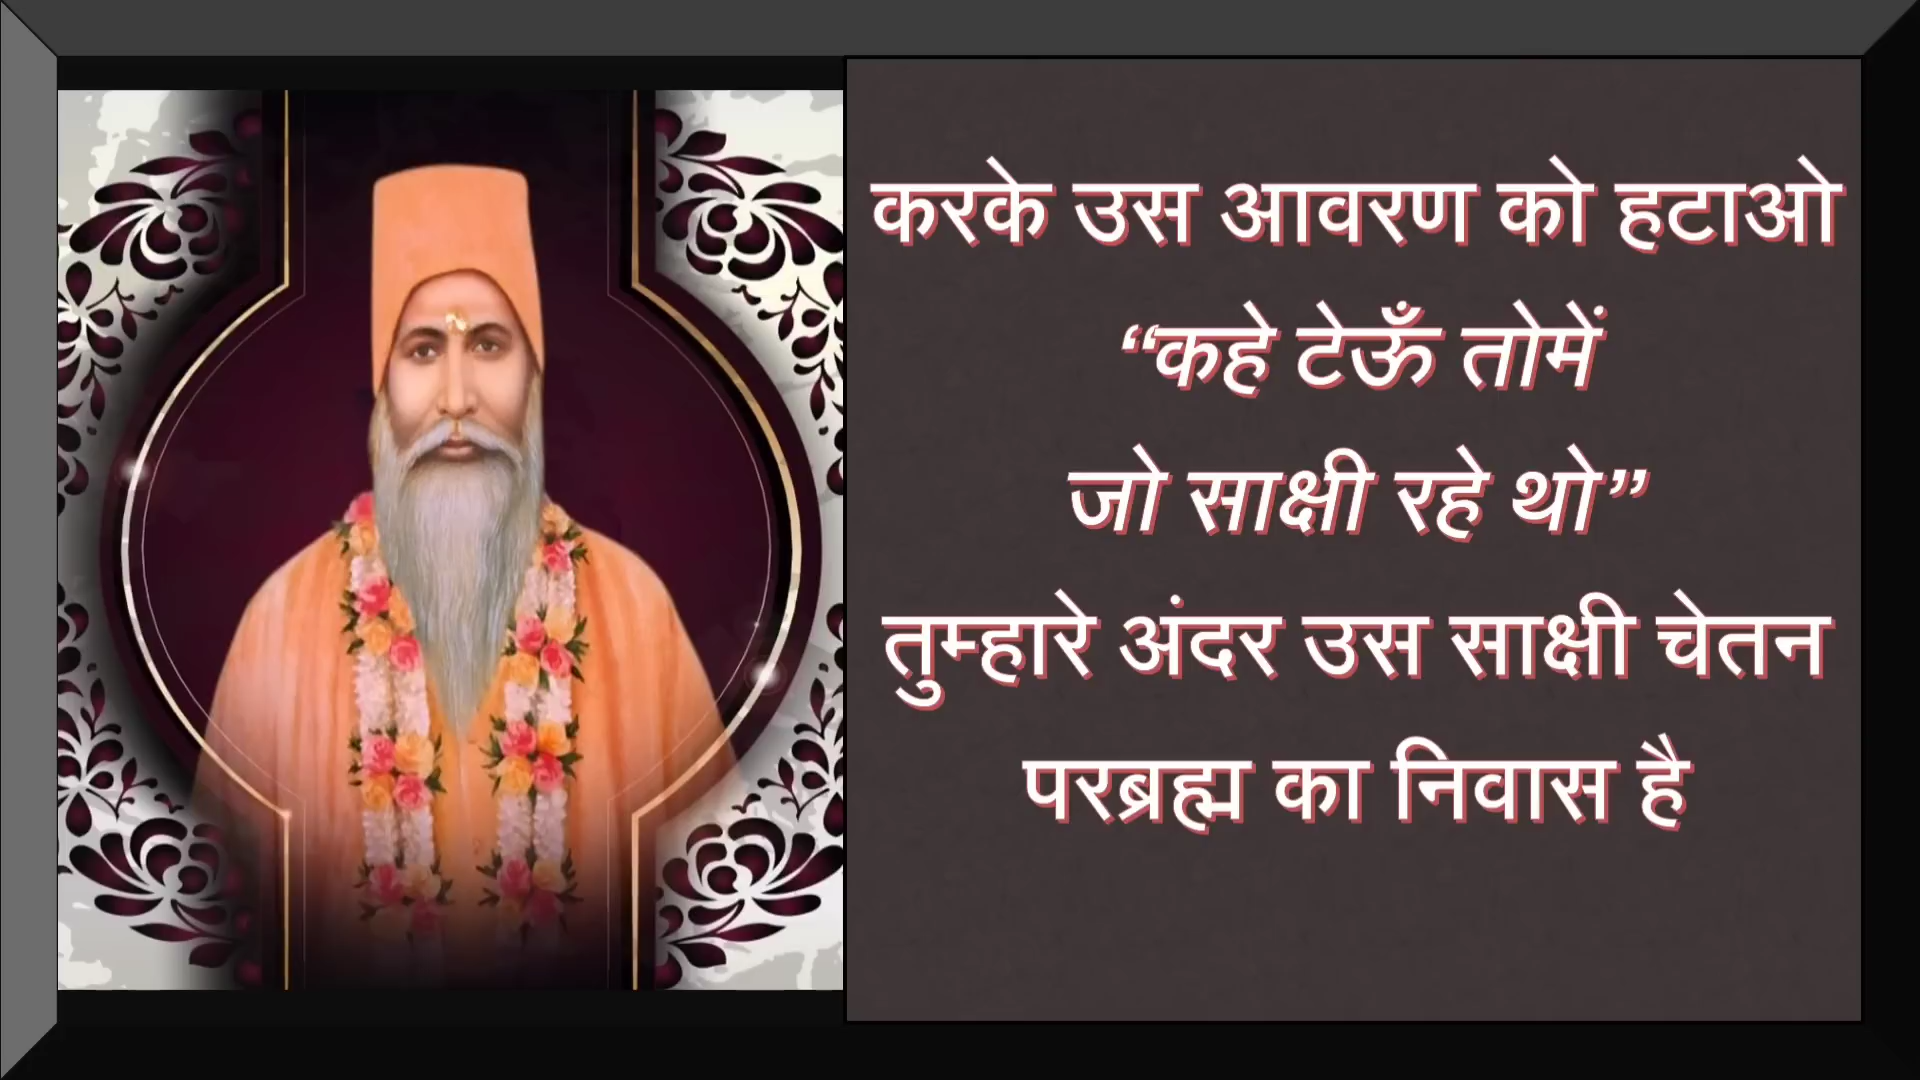 करके उस आवरण को हटाओ
“कहे टेऊँ तोमें
जो साक्षी रहे थो”
तुम्हारे अंदर उस साक्षी चेतन
परब्रह्म का निवास है